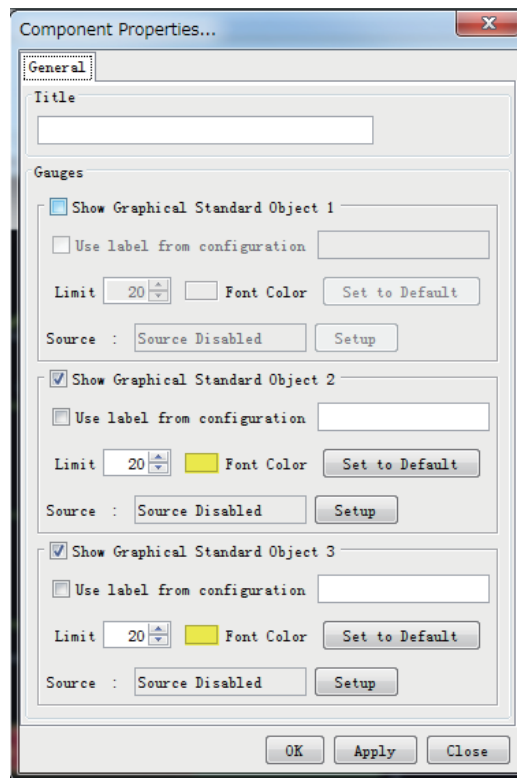 Component Properties...
General
Title
Gauges
Show Graphical Standard Object 1
Use label from configuration
Limit 20 Font Color Set to Default
Source : Source Disabled Setup
Show Graphical Standard Object 2
Use label from configuration
Limit 20 Font Color Set to Default
Source : Source Disabled Setup
Show Graphical Standard Object 3
Use label from configuration
Limit 20 Font Color Set to Default
Source : Source Disabled Setup
OK Apply Close